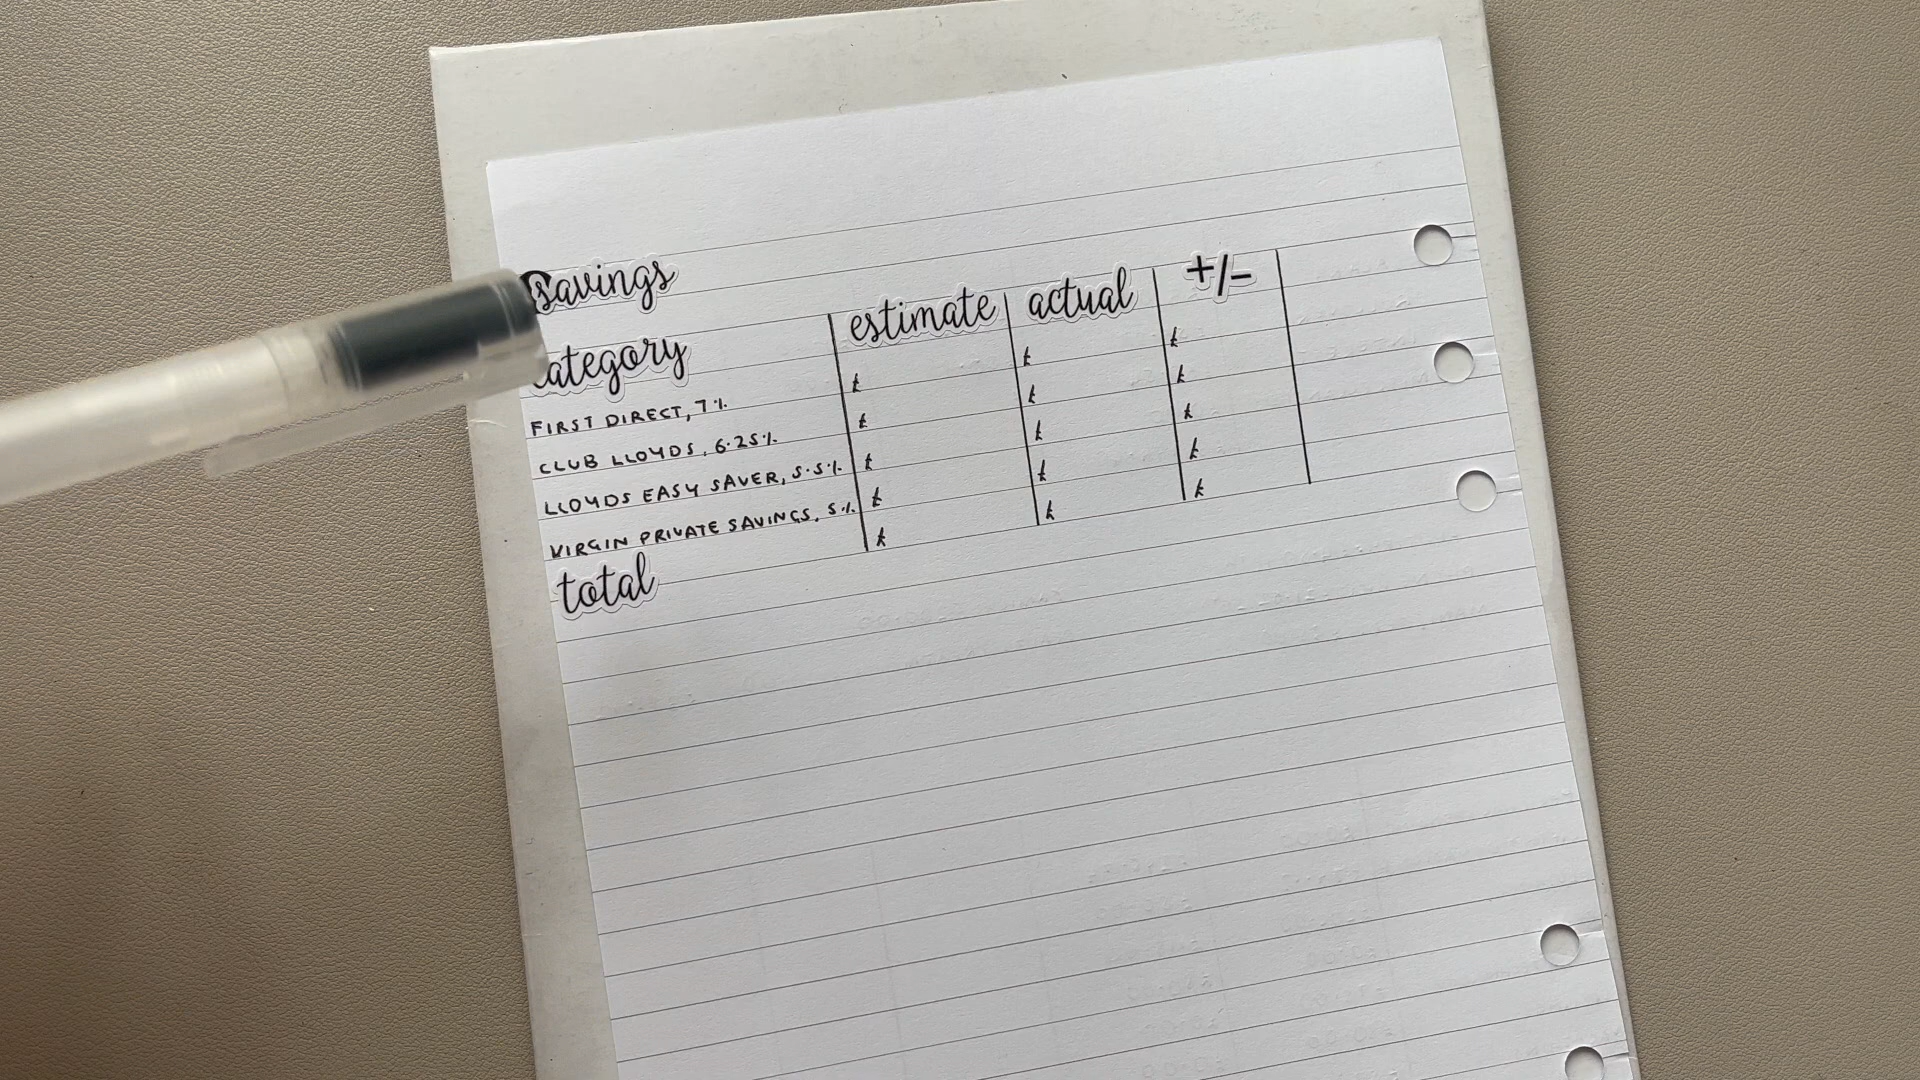 savings
category estimate actual +/-
FIRST DIRECT, 7% £ £ £
CLUB LLOYDS, 6.25% £ £ £
LLOYDS EASY SAVER, 5.5% £ £ £
VIRGIN PRIVATE SAVINGS, 5% £ £ £
total £ £ £